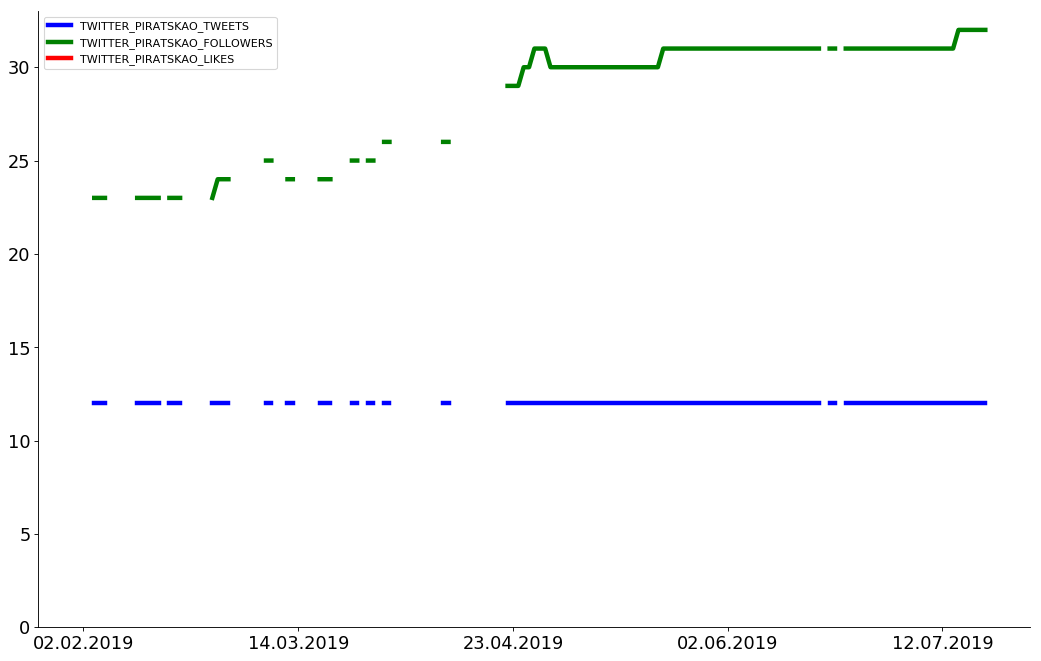 TWITTER_PIRATSKAO_TWEETS
TWITTER_PIRATSKAO_FOLLOWERS
TWITTER_PIRATSKAO_LIKES
30
25
20
15
10
5
0
02.02.2019 14.03.2019 23.04.2019 02.06.2019 12.07.2019